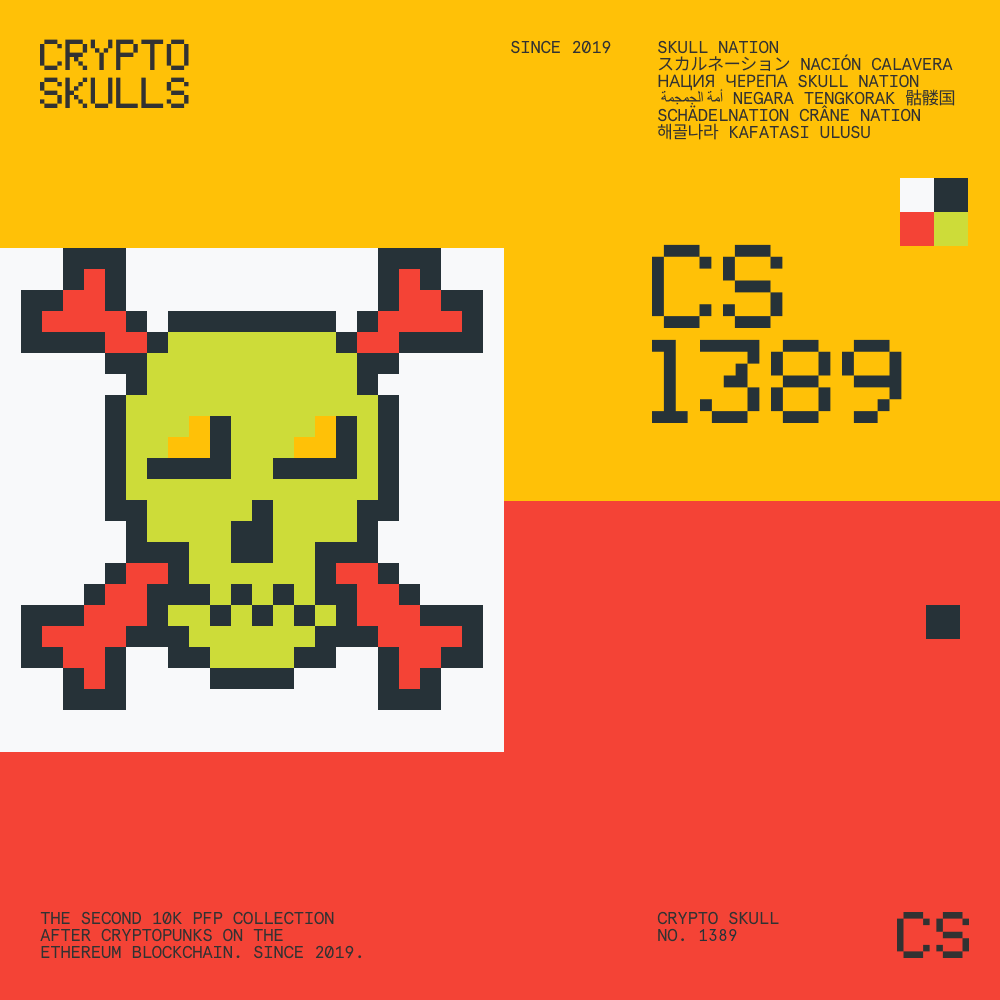 CRYPTO
SKULLS
SINCE 2019
SKULL NATION
スカルネーション NACIÓN CALAVERA
НАЦИЯ ЧЕРЕПА SKULL NATION
أمة الجمجمة NEGARA TENGKORAK 骷髅国
SCHÄDELNATION CRÂNE NATION
해골나라 KAFATASI ULUSU
CS
1389
THE SECOND 10K PFP COLLECTION
AFTER CRYPTOPUNKS ON THE
ETHEREUM BLOCKCHAIN. SINCE 2019.
CRYPTO SKULL
NO. 1389
CS